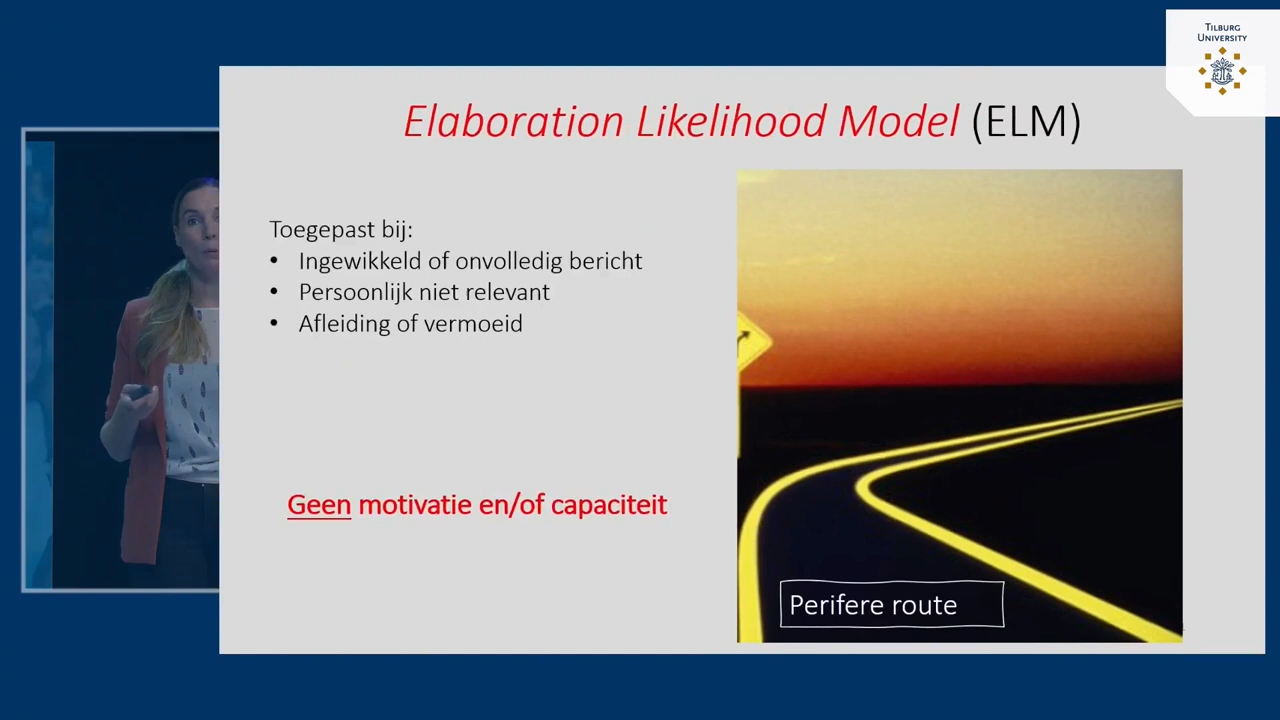 TILBURG
UNIVERSITY
Elaboration Likelihood Model (ELM)
Toegepast bij:
• Ingewikkeld of onvolledig bericht
• Persoonlijk niet relevant
• Afleiding of vermoeid
Geen motivatie en/of capaciteit
Perifere route